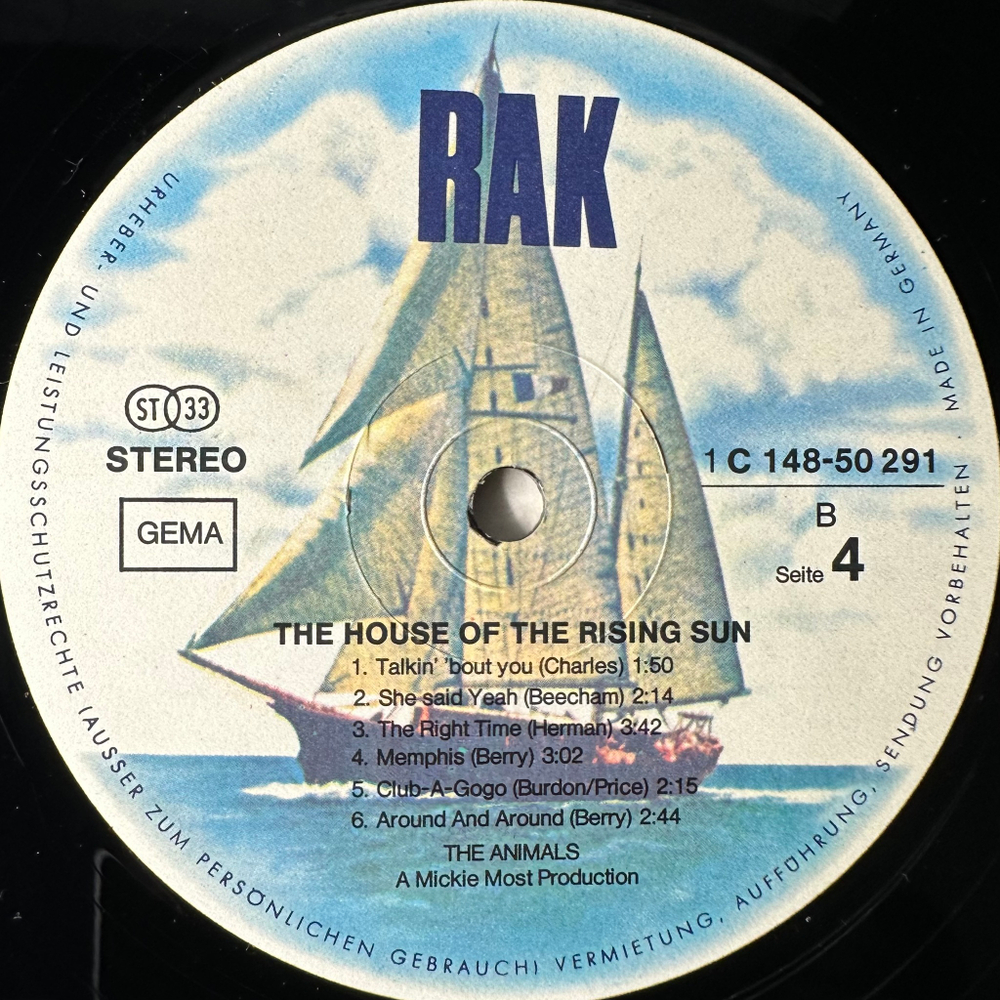 RAK
URHEBER- UND LEISTUNGSSCHUTZRECHTE (AUSSER ZUM PERSÖNLICHEN GEBRAUCH) VERMIETUNG, AUFFÜHRUNG, SENDUNG VORBEHALTEN · MADE IN GERMANY
ST 33
STEREO
GEMA
1 C 148-50 291
B
Seite 4
THE HOUSE OF THE RISING SUN
1. Talkin' 'bout you (Charles) 1:50
2. She said Yeah (Beecham) 2:14
3. The Right Time (Herman) 3:42
4. Memphis (Berry) 3:02
5. Club-A-Gogo (Burdon/Price) 2:15
6. Around And Around (Berry) 2:44
THE ANIMALS
A Mickie Most Production